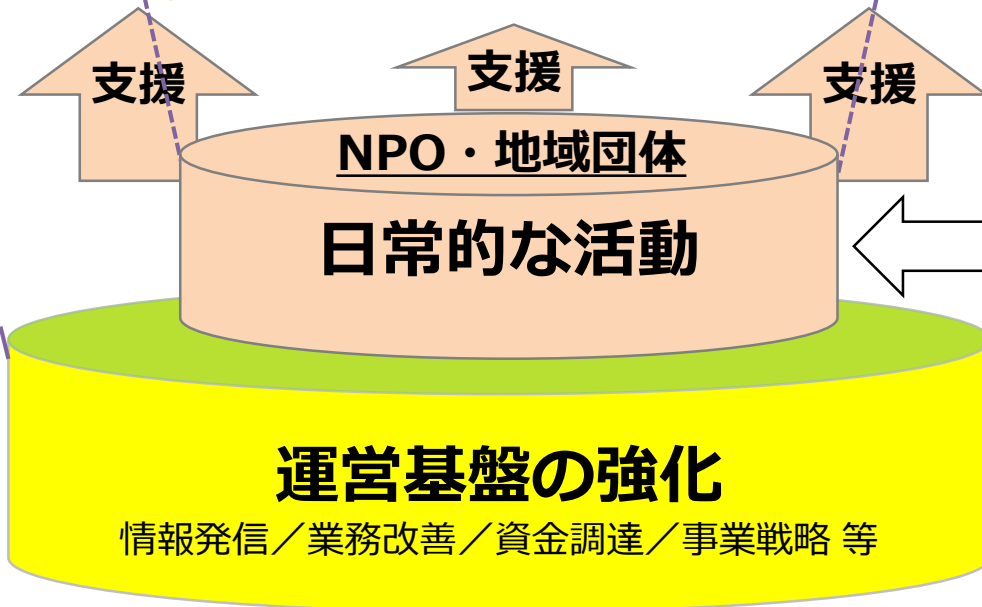 支援
支援
支援
NPO・地域団体
日常的な活動
運営基盤の強化
情報発信／業務改善／資金調達／事業戦略 等